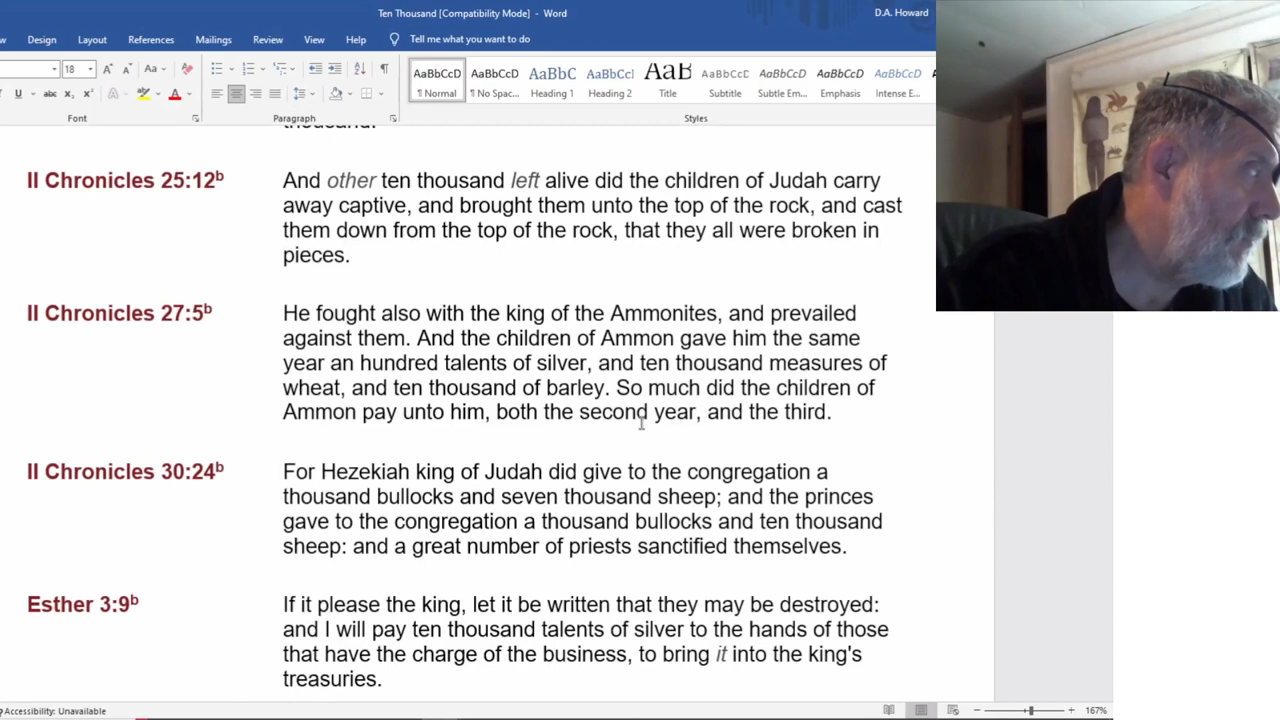 Ten Thousand [Compatibility Mode] - Word
D.A. Howard
Design Layout References Mailings Review View Help Tell me what you want to do
18 Aa
AaBbCcD AaBbCcD AaBbC AaBbCcI AaB AaBbCcD AaBbCcD AaBbCcD AaBbCcD
¶ Normal ¶ No Spac... Heading 1 Heading 2 Title Subtitle Subtle Em... Emphasis Intense E...
Font Paragraph Styles
thousand.
II Chronicles 25:12b
And other ten thousand left alive did the children of Judah carry
away captive, and brought them unto the top of the rock, and cast
them down from the top of the rock, that they all were broken in
pieces.
II Chronicles 27:5b
He fought also with the king of the Ammonites, and prevailed
against them. And the children of Ammon gave him the same
year an hundred talents of silver, and ten thousand measures of
wheat, and ten thousand of barley. So much did the children of
Ammon pay unto him, both the second year, and the third.
II Chronicles 30:24b
For Hezekiah king of Judah did give to the congregation a
thousand bullocks and seven thousand sheep; and the princes
gave to the congregation a thousand bullocks and ten thousand
sheep: and a great number of priests sanctified themselves.
Esther 3:9b
If it please the king, let it be written that they may be destroyed:
and I will pay ten thousand talents of silver to the hands of those
that have the charge of the business, to bring it into the king's
treasuries.
Accessibility: Unavailable
167%